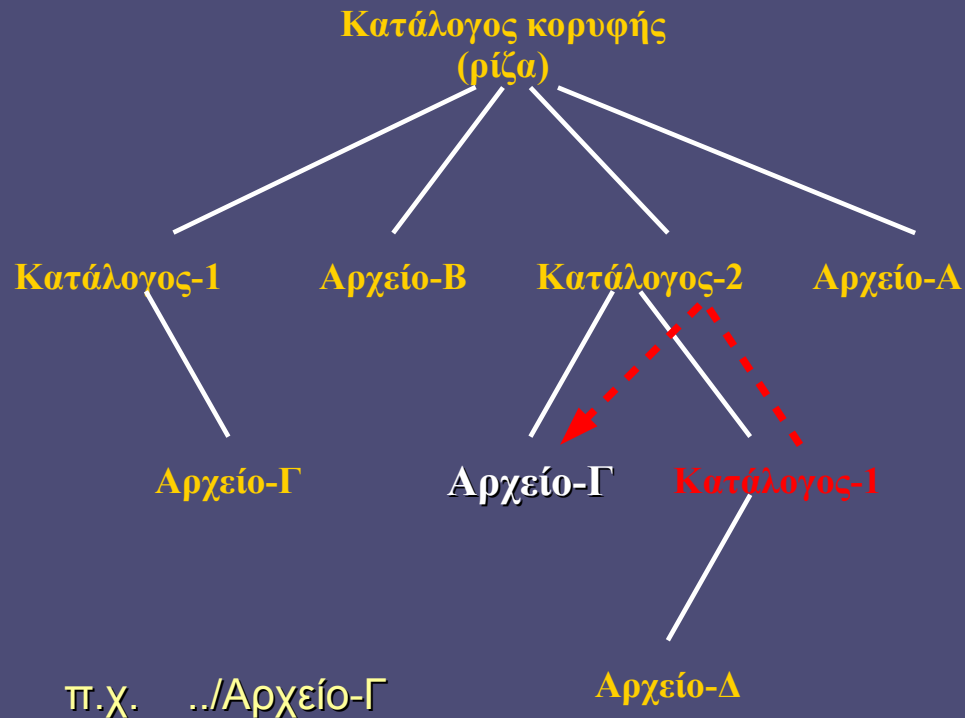 Κατάλογος κορυφής
(ρίζα)
Κατάλογος-1 Αρχείο-Β Κατάλογος-2 Αρχείο-Α
Αρχείο-Γ Αρχείο-Γ Κατάλογος-1
Αρχείο-Δ
π.χ. ../Αρχείο-Γ